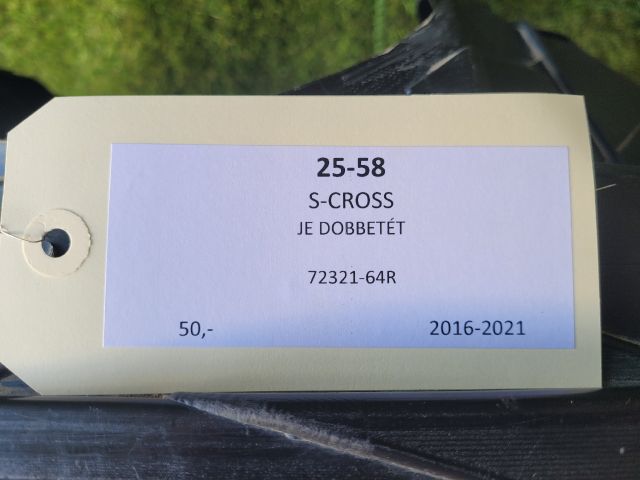 25-58
S-CROSS
JE DOBBETÉT
72321-64R
50,- 2016-2021